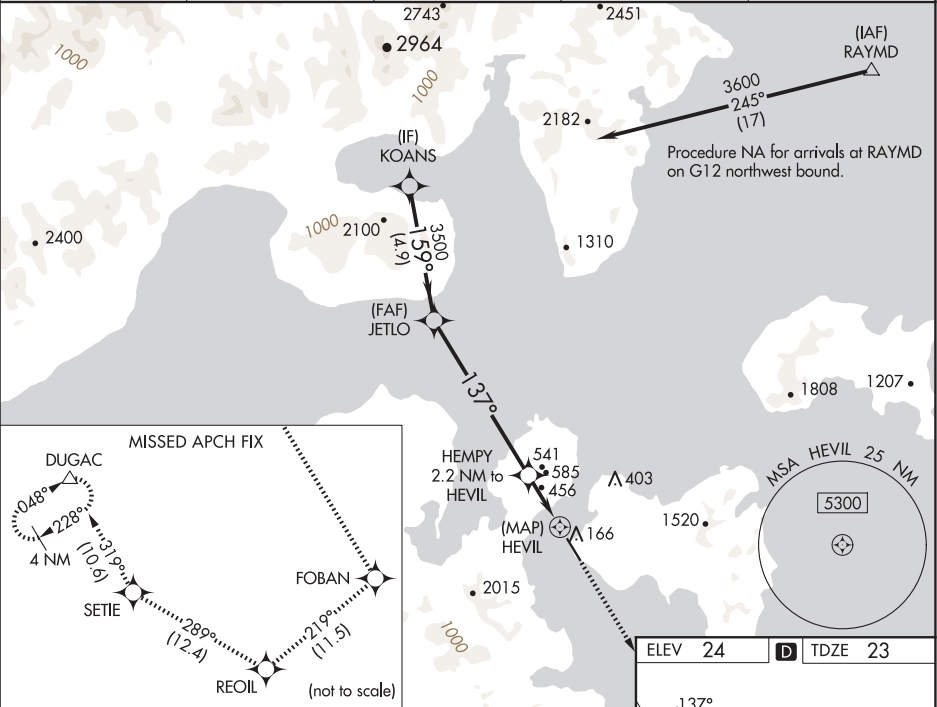 2743
2451
2964
1000
1000
(IAF)
RAYMD
3600
245°
(17)
2182
Procedure NA for arrivals at RAYMD
on G12 northwest bound.
(IF)
KOANS
1000
2100
3500
159°
(4.9)
2400
1310
(FAF)
JETLO
137°
1808
1207
HEMPY
2.2 NM to
HEVIL
541
585
456
403
(MAP)
HEVIL
166
1520
2015
1000
MSA HEVIL 25 NM
5300
MISSED APCH FIX
DUGAC
048°
228°
4 NM
319°
(10.6)
SETIE
289°
(12.4)
REOIL
219°
(11.5)
FOBAN
(not to scale)
ELEV 24
D
TDZE 23
137°